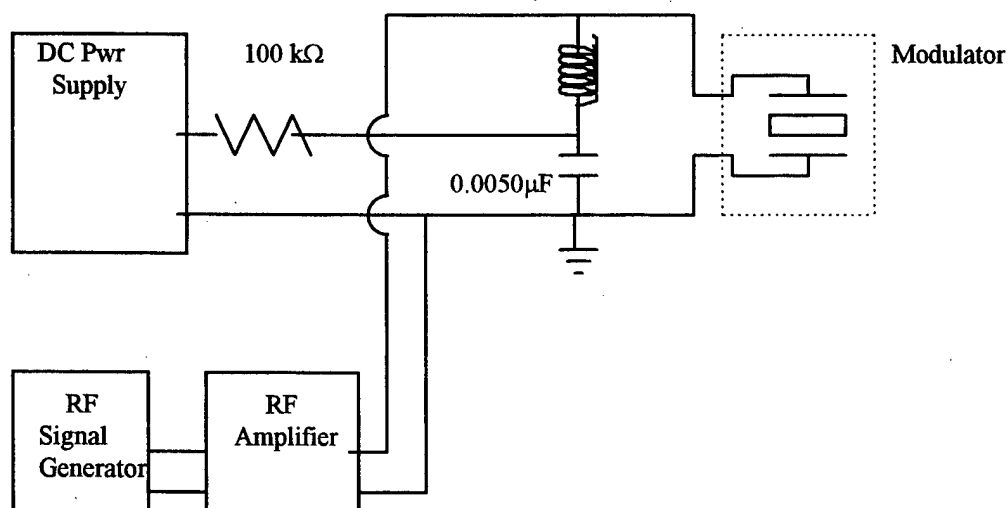 DC Pwr
Supply
100 kΩ
Modulator
0.0050μF
RF
Signal
Generator
RF
Amplifier